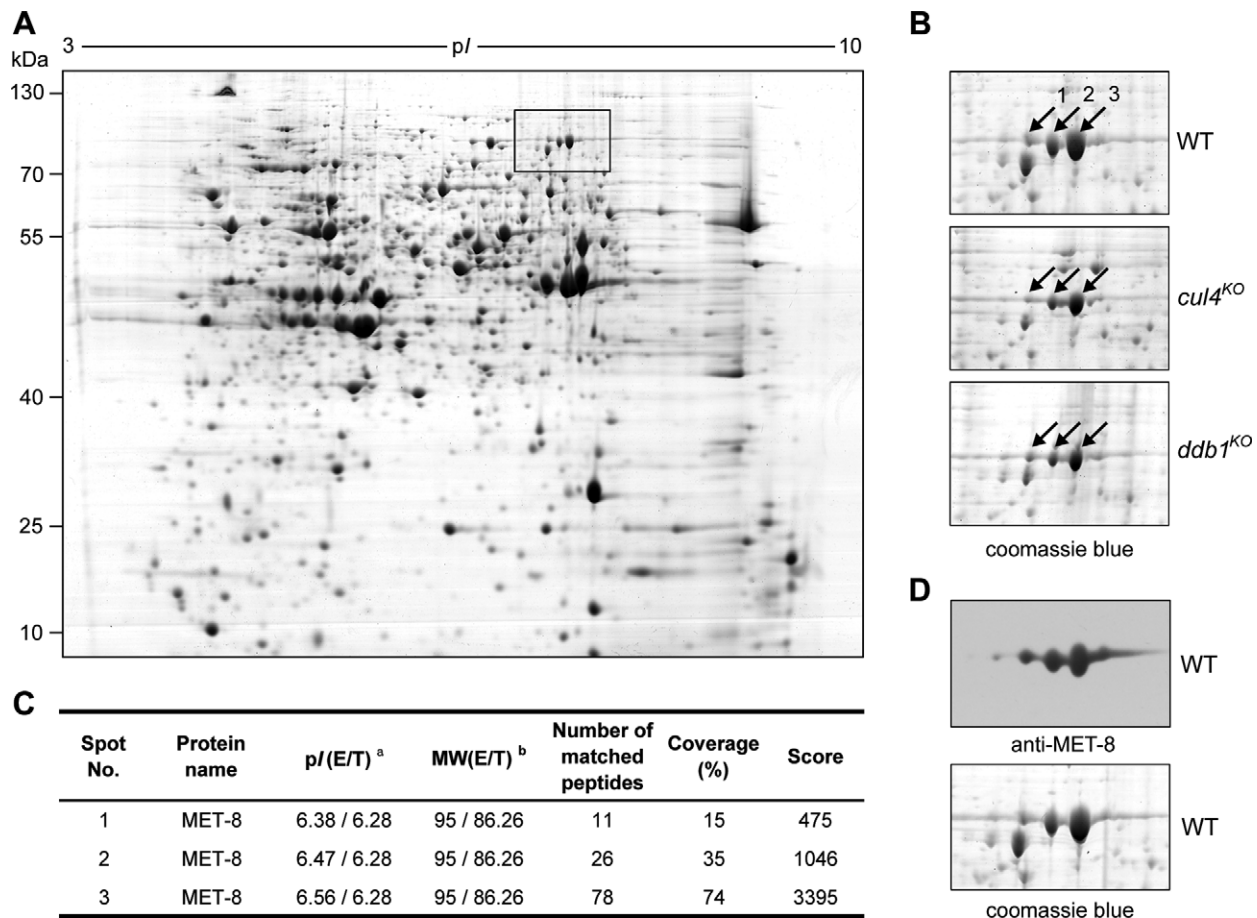 A
3 pI 10
kDa
130
70
55
40
25
10
B
1 2 3
WT
cul4KO
ddb1KO
coomassie blue
C
Spot No. Protein name pI (E/T) a MW(E/T) b Number of matched peptides Coverage (%) Score
1 MET-8 6.38 / 6.28 95 / 86.26 11 15 475
2 MET-8 6.47 / 6.28 95 / 86.26 26 35 1046
3 MET-8 6.56 / 6.28 95 / 86.26 78 74 3395
D
WT
anti-MET-8
WT
coomassie blue